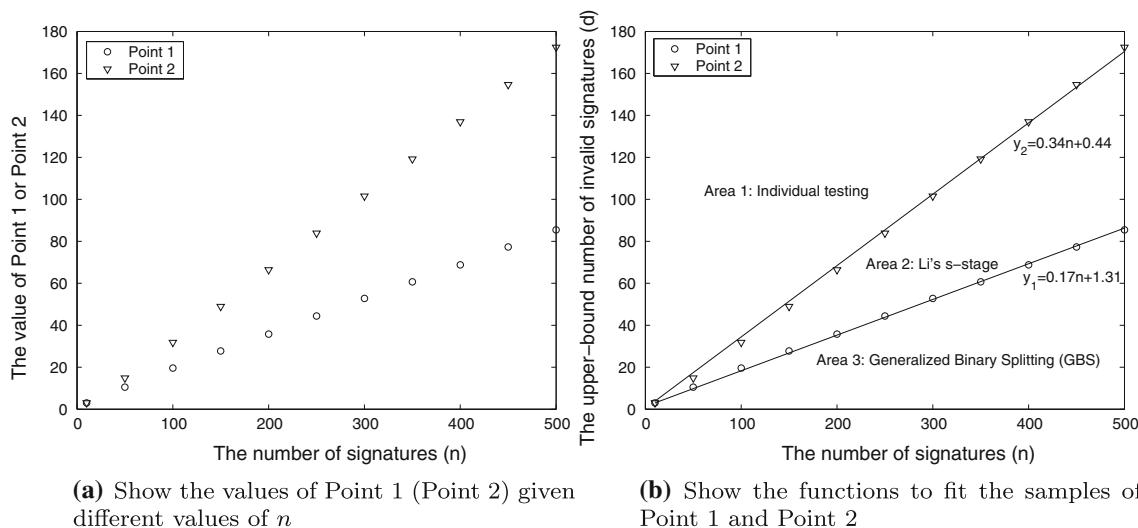 180
160
140
120
100
80
60
40
20
0
The value of Point 1 or Point 2
Point 1
Point 2
0 100 200 300 400 500
The number of signatures (n)
(a) Show the values of Point 1 (Point 2) given
different values of n
180
160
140
120
100
80
60
40
20
0
The upper-bound number of invalid signatures (d)
Point 1
Point 2
y2=0.34n+0.44
Area 1: Individual testing
Area 2: Li's s-stage
y1=0.17n+1.31
Area 3: Generalized Binary Splitting (GBS)
100 200 300 400 500
The number of signatures (n)
(b) Show the functions to fit the samples of
Point 1 and Point 2